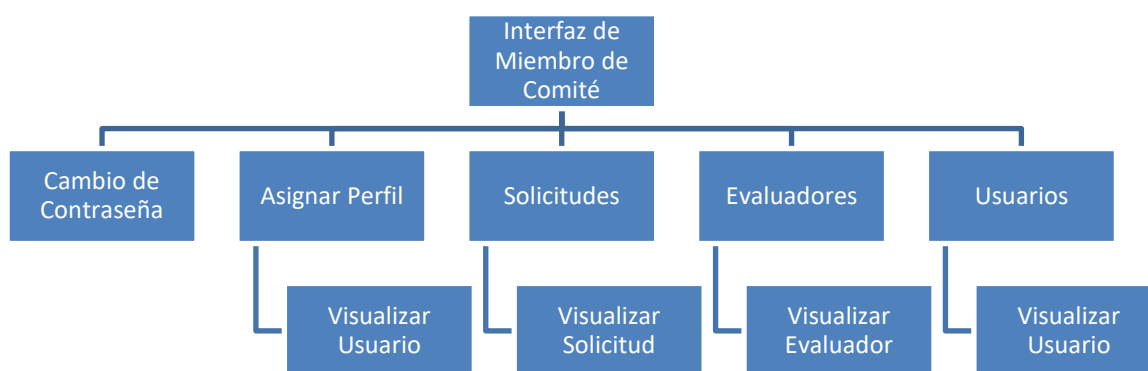 Interfaz de
Miembro de
Comité
Cambio de
Contraseña
Asignar Perfil
Solicitudes
Evaluadores
Usuarios
Visualizar
Usuario
Visualizar
Solicitud
Visualizar
Evaluador
Visualizar
Usuario